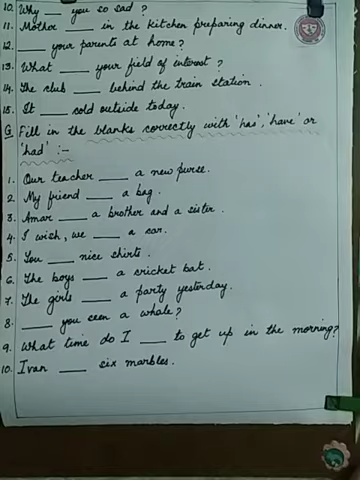 10. Why ___ you so sad ?
11. Mother ___ in the kitchen preparing dinner.
12. ___ your parents at home ?
13. What ___ your field of interest ?
14. The club ___ behind the train station .
15. It ___ cold outside today.
G. Fill in the blanks correctly with 'has', 'have' or
'had' :-
1. Our teacher ___ a new purse.
2. My friend ___ a bag.
3. Amar ___ a brother and a sister .
4. I wish, we ___ a car.
5. You ___ nice shirts.
6. The boys ___ a cricket bat.
7. The girls ___ a party yesterday.
8. ___ you seen a whale?
9. What time do I ___ to get up in the morning?
10. Ivan ___ six marbles.